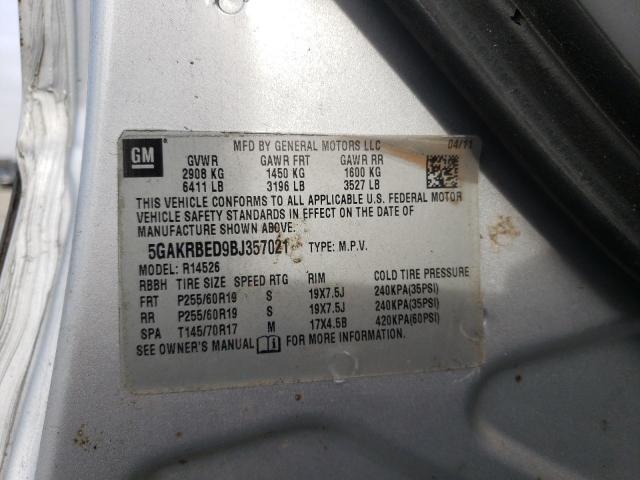 GM
MFD BY GENERAL MOTORS LLC 04/11
GVWR GAWR FRT GAWR RR
2908 KG 1450 KG 1600 KG
6411 LB 3196 LB 3527 LB
THIS VEHICLE CONFORMS TO ALL APPLICABLE U.S. FEDERAL MOTOR
VEHICLE SAFETY STANDARDS IN EFFECT ON THE DATE OF
MANUFACTURE SHOWN ABOVE.
5GAKRBED9BJ357021 TYPE: M.P.V.
MODEL: R14526
RBBH TIRE SIZE SPEED RTG RIM COLD TIRE PRESSURE
FRT P255/60R19 S 19X7.5J 240KPA(35PSI)
RR P255/60R19 S 19X7.5J 240KPA(35PSI)
SPA T145/70R17 M 17X4.5B 420KPA(60PSI)
SEE OWNER'S MANUAL FOR MORE INFORMATION.